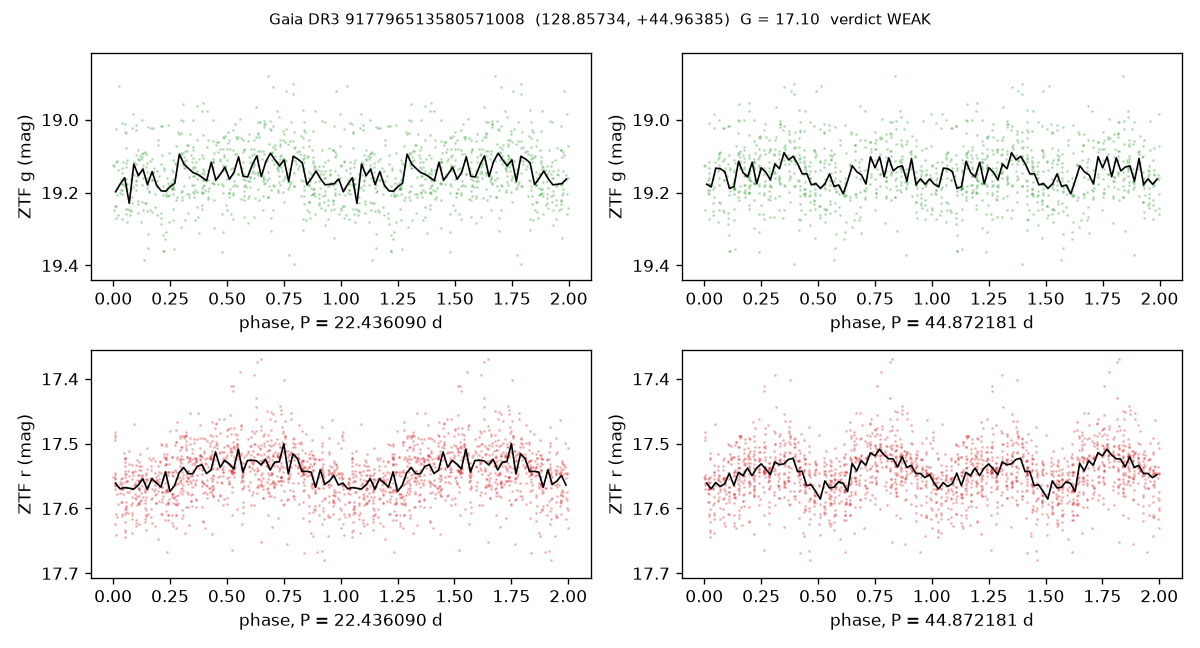 Gaia DR3 917796513580571008  (128.85734, +44.96385)  G = 17.10  verdict WEAK
ZTF g (mag)
19.0
19.2
19.4
0.00 0.25 0.50 0.75 1.00 1.25 1.50 1.75 2.00
phase, P = 22.436090 d
ZTF g (mag)
19.0
19.2
19.4
0.00 0.25 0.50 0.75 1.00 1.25 1.50 1.75 2.00
phase, P = 44.872181 d
ZTF r (mag)
17.4
17.5
17.6
17.7
0.00 0.25 0.50 0.75 1.00 1.25 1.50 1.75 2.00
phase, P = 22.436090 d
ZTF r (mag)
17.4
17.5
17.6
17.7
0.00 0.25 0.50 0.75 1.00 1.25 1.50 1.75 2.00
phase, P = 44.872181 d